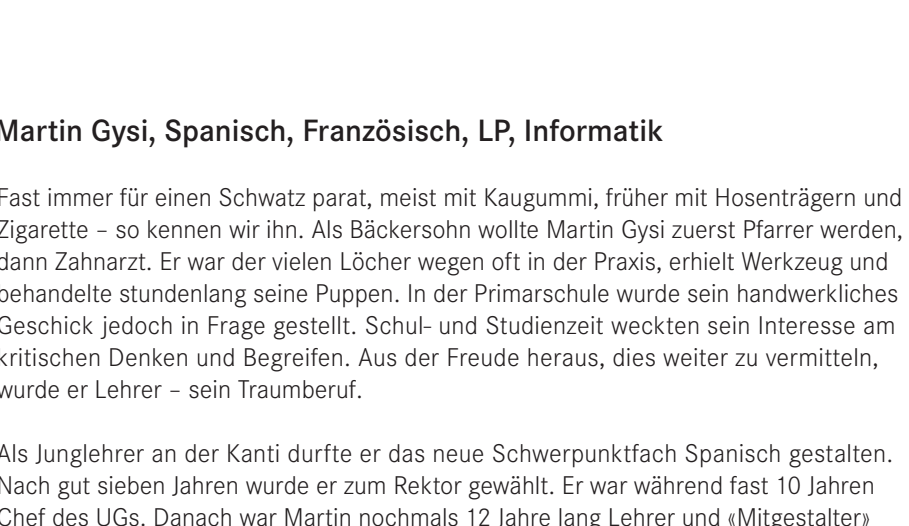 Martin Gysi, Spanisch, Französisch, LP, Informatik
Fast immer für einen Schwatz parat, meist mit Kaugummi, früher mit Hosenträgern und
Zigarette – so kennen wir ihn. Als Bäckersohn wollte Martin Gysi zuerst Pfarrer werden,
dann Zahnarzt. Er war der vielen Löcher wegen oft in der Praxis, erhielt Werkzeug und
behandelte stundenlang seine Puppen. In der Primarschule wurde sein handwerkliches
Geschick jedoch in Frage gestellt. Schul- und Studienzeit weckten sein Interesse am
kritischen Denken und Begreifen. Aus der Freude heraus, dies weiter zu vermitteln,
wurde er Lehrer – sein Traumberuf.
Als Junglehrer an der Kanti durfte er das neue Schwerpunktfach Spanisch gestalten.
Nach gut sieben Jahren wurde er zum Rektor gewählt. Er war während fast 10 Jahren
Chef des UGs. Danach war Martin nochmals 12 Jahre lang Lehrer und «Mitgestalter»